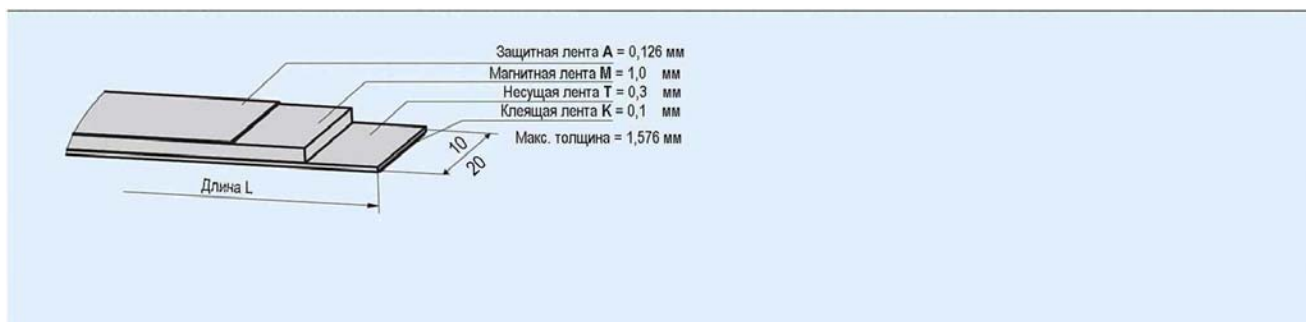 Защитная лента A = 0,126 мм
Магнитная лента M = 1,0 мм
Несущая лента T = 0,3 мм
Клеящая лента K = 0,1 мм
Макс. толщина = 1,576 мм
10
20
Длина L